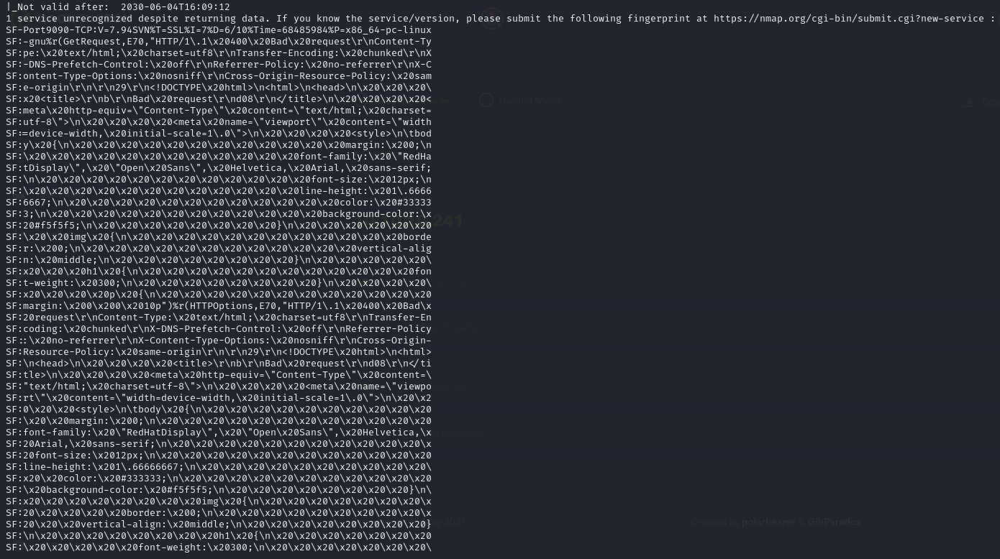 |_Not valid after:  2030-06-04T16:09:12
1 service unrecognized despite returning data. If you know the service/version, please submit the following fingerprint at https://nmap.org/cgi-bin/submit.cgi?new-service :
SF-Port9090-TCP:V=7.94SVN%T=SSL%I=7%D=6/10%Time=68485984%P=x86_64-pc-linux
SF:-gnu%r(GetRequest,E70,"HTTP/1\.1\x20400\x20Bad\x20request\r\nContent-Ty
SF:pe:\x20text/html;\x20charset=utf8\r\nTransfer-Encoding:\x20chunked\r\nX
SF:-DNS-Prefetch-Control:\x20off\r\nReferrer-Policy:\x20no-referrer\r\nX-C
SF:ontent-Type-Options:\x20nosniff\r\nCross-Origin-Resource-Policy:\x20sam
SF:e-origin\r\n\r\n29\r\n<!DOCTYPE\x20html>\n<html>\n<head>\n\x20\x20\x20\
SF:x20<title>\r\nb\r\nBad\x20request\r\nd08\r\n</title>\n\x20\x20\x20\x20<
SF:meta\x20http-equiv=\"Content-Type\"\x20content=\"text/html;\x20charset=
SF:utf-8\">\n\x20\x20\x20\x20<meta\x20name=\"viewport\"\x20content=\"width
SF:=device-width,\x20initial-scale=1\.0\">\n\x20\x20\x20\x20<style>\n\tbod
SF:y\x20{\n\x20\x20\x20\x20\x20\x20\x20\x20\x20\x20\x20\x20margin:\x200;\n
SF:\x20\x20\x20\x20\x20\x20\x20\x20\x20\x20\x20\x20font-family:\x20\"RedHa
SF:tDisplay\",\x20\"Open\x20Sans\",\x20Helvetica,\x20Arial,\x20sans-serif;
SF:\n\x20\x20\x20\x20\x20\x20\x20\x20\x20\x20\x20\x20font-size:\x2012px;\n
SF:\x20\x20\x20\x20\x20\x20\x20\x20\x20\x20\x20\x20line-height:\x201\.6666
SF:6667;\n\x20\x20\x20\x20\x20\x20\x20\x20\x20\x20\x20\x20color:\x20#33333
SF:3;\n\x20\x20\x20\x20\x20\x20\x20\x20\x20\x20\x20\x20background-color:\x
SF:20#f5f5f5;\n\x20\x20\x20\x20\x20\x20\x20\x20}\n\x20\x20\x20\x20\x20\x20
SF:\x20\x20img\x20{\n\x20\x20\x20\x20\x20\x20\x20\x20\x20\x20\x20\x20borde
SF:r:\x200;\n\x20\x20\x20\x20\x20\x20\x20\x20\x20\x20\x20\x20vertical-alig
SF:n:\x20middle;\n\x20\x20\x20\x20\x20\x20\x20\x20}\n\x20\x20\x20\x20\x20\
SF:x20\x20\x20h1\x20{\n\x20\x20\x20\x20\x20\x20\x20\x20\x20\x20\x20\x20fon
SF:t-weight:\x20300;\n\x20\x20\x20\x20\x20\x20\x20\x20}\n\x20\x20\x20\x20\
SF:x20\x20\x20\x20p\x20{\n\x20\x20\x20\x20\x20\x20\x20\x20\x20\x20\x20\x20
SF:margin:\x200\x200\x2010p")%r(HTTPOptions,E70,"HTTP/1\.1\x20400\x20Bad\x
SF:20request\r\nContent-Type:\x20text/html;\x20charset=utf8\r\nTransfer-En
SF:coding:\x20chunked\r\nX-DNS-Prefetch-Control:\x20off\r\nReferrer-Policy
SF::\x20no-referrer\r\nX-Content-Type-Options:\x20nosniff\r\nCross-Origin-
SF:Resource-Policy:\x20same-origin\r\n\r\n29\r\n<!DOCTYPE\x20html>\n<html>
SF:\n<head>\n\x20\x20\x20\x20<title>\r\nb\r\nBad\x20request\r\nd08\r\n</ti
SF:tle>\n\x20\x20\x20\x20<meta\x20http-equiv=\"Content-Type\"\x20content=\
SF:"text/html;\x20charset=utf-8\">\n\x20\x20\x20\x20<meta\x20name=\"viewpo
SF:rt\"\x20content=\"width=device-width,\x20initial-scale=1\.0\">\n\x20\x2
SF:0\x20\x20<style>\n\tbody\x20{\n\x20\x20\x20\x20\x20\x20\x20\x20\x20\x20
SF:\x20\x20margin:\x200;\n\x20\x20\x20\x20\x20\x20\x20\x20\x20\x20\x20\x20
SF:font-family:\x20\"RedHatDisplay\",\x20\"Open\x20Sans\",\x20Helvetica,\x
SF:20Arial,\x20sans-serif;\n\x20\x20\x20\x20\x20\x20\x20\x20\x20\x20\x20\x
SF:20font-size:\x2012px;\n\x20\x20\x20\x20\x20\x20\x20\x20\x20\x20\x20\x20
SF:line-height:\x201\.66666667;\n\x20\x20\x20\x20\x20\x20\x20\x20\x20\x20\
SF:x20\x20color:\x20#333333;\n\x20\x20\x20\x20\x20\x20\x20\x20\x20\x20\x20
SF:\x20background-color:\x20#f5f5f5;\n\x20\x20\x20\x20\x20\x20\x20\x20}\n\
SF:x20\x20\x20\x20\x20\x20\x20\x20img\x20{\n\x20\x20\x20\x20\x20\x20\x20\x
SF:20\x20\x20\x20\x20border:\x200;\n\x20\x20\x20\x20\x20\x20\x20\x20\x20\x
SF:20\x20\x20vertical-align:\x20middle;\n\x20\x20\x20\x20\x20\x20\x20\x20}
SF:\n\x20\x20\x20\x20\x20\x20\x20\x20h1\x20{\n\x20\x20\x20\x20\x20\x20\x20
SF:\x20\x20\x20\x20\x20font-weight:\x20300;\n\x20\x20\x20\x20\x20\x20\x20\
Guided Mode
241
2021
Created by polarbearer & GibParadox